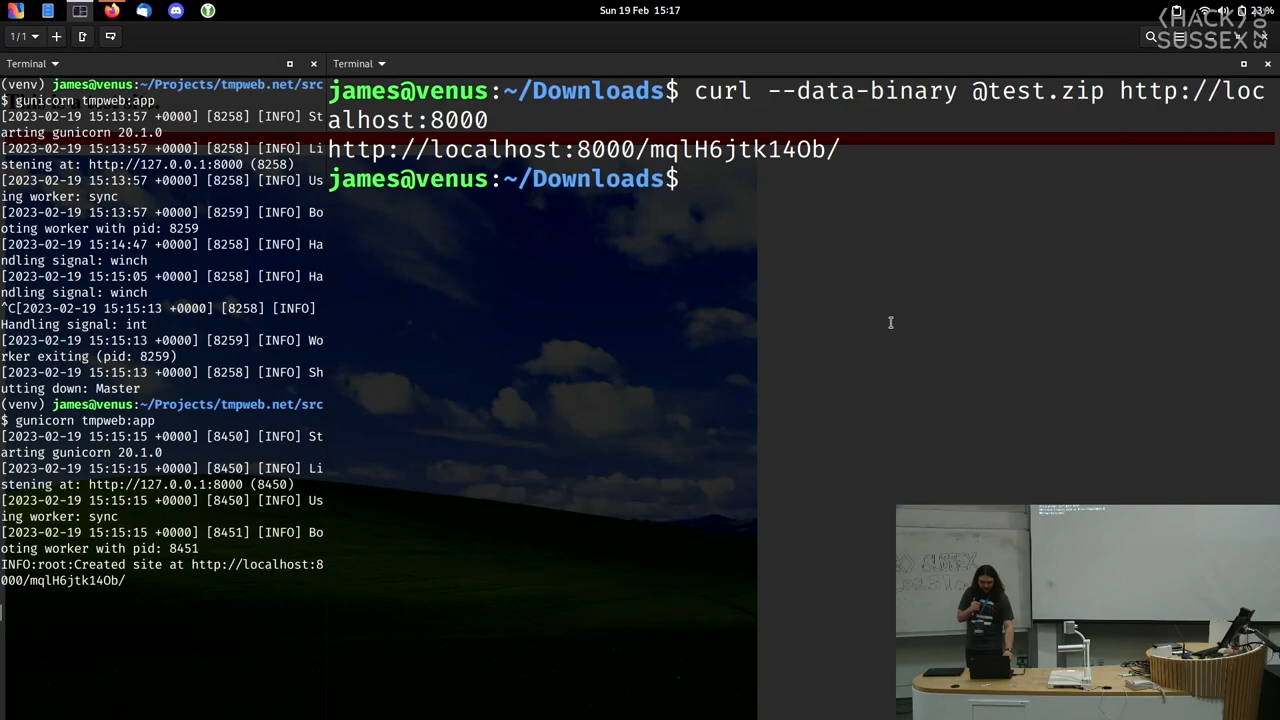 Sun 19 Feb 15:17
23 %
1/1
⟨HACK⟩
SUSSEX
2023
Terminal
Terminal
(venv) james@venus:~/Projects/tmpweb.net/src
$ gunicorn tmpweb:app
[2023-02-19 15:13:57 +0000] [8258] [INFO] St
arting gunicorn 20.1.0
[2023-02-19 15:13:57 +0000] [8258] [INFO] Li
stening at: http://127.0.0.1:8000 (8258)
[2023-02-19 15:13:57 +0000] [8258] [INFO] Us
ing worker: sync
[2023-02-19 15:13:57 +0000] [8259] [INFO] Bo
oting worker with pid: 8259
[2023-02-19 15:14:47 +0000] [8258] [INFO] Ha
ndling signal: winch
[2023-02-19 15:15:05 +0000] [8258] [INFO] Ha
ndling signal: winch
^C[2023-02-19 15:15:13 +0000] [8258] [INFO]
Handling signal: int
[2023-02-19 15:15:13 +0000] [8259] [INFO] Wo
rker exiting (pid: 8259)
[2023-02-19 15:15:13 +0000] [8258] [INFO] Sh
utting down: Master
(venv) james@venus:~/Projects/tmpweb.net/src
$ gunicorn tmpweb:app
[2023-02-19 15:15:15 +0000] [8450] [INFO] St
arting gunicorn 20.1.0
[2023-02-19 15:15:15 +0000] [8450] [INFO] Li
stening at: http://127.0.0.1:8000 (8450)
[2023-02-19 15:15:15 +0000] [8450] [INFO] Us
ing worker: sync
[2023-02-19 15:15:15 +0000] [8451] [INFO] Bo
oting worker with pid: 8451
INFO:root:Created site at http://localhost:8
000/mqlH6jtk14Ob/
james@venus:~/Downloads$ curl --data-binary @test.zip http://loc
alhost:8000
http://localhost:8000/mqlH6jtk14Ob/
james@venus:~/Downloads$
SUSSEX